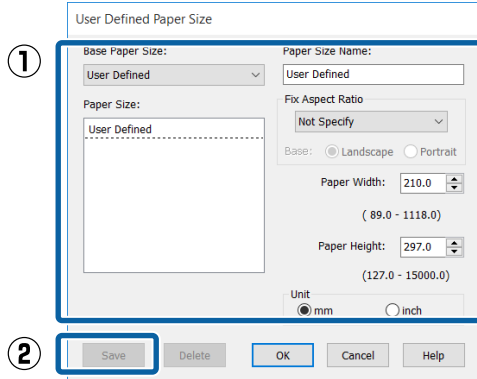 User Defined Paper Size
1
Base Paper Size:
User Defined
Paper Size:
User Defined
Paper Size Name:
User Defined
Fix Aspect Ratio
Not Specify
Base: Landscape Portrait
Paper Width: 210.0
( 89.0 - 1118.0)
Paper Height: 297.0
(127.0 - 15000.0)
Unit
mm inch
2
Save Delete OK Cancel Help